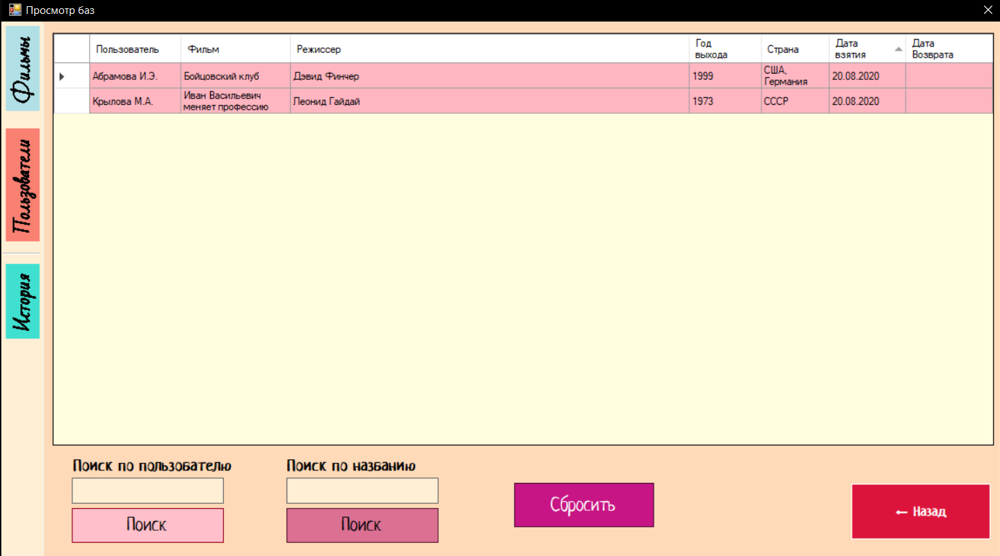 Просмотр баз
Фильмы
Пользователи
История
Пользователь Фильм Режиссер Год выхода Страна Дата взятия Дата Возврата
Абрамова И.Э. Бойцовский клуб Дэвид Финчер 1999 США, Германия 20.08.2020
Крылова М.А. Иван Васильевич меняет профессию Леонид Гайдай 1973 СССР 20.08.2020
Поиск по пользователю Поиск по названию
Поиск Поиск
Сбросить
← Назад